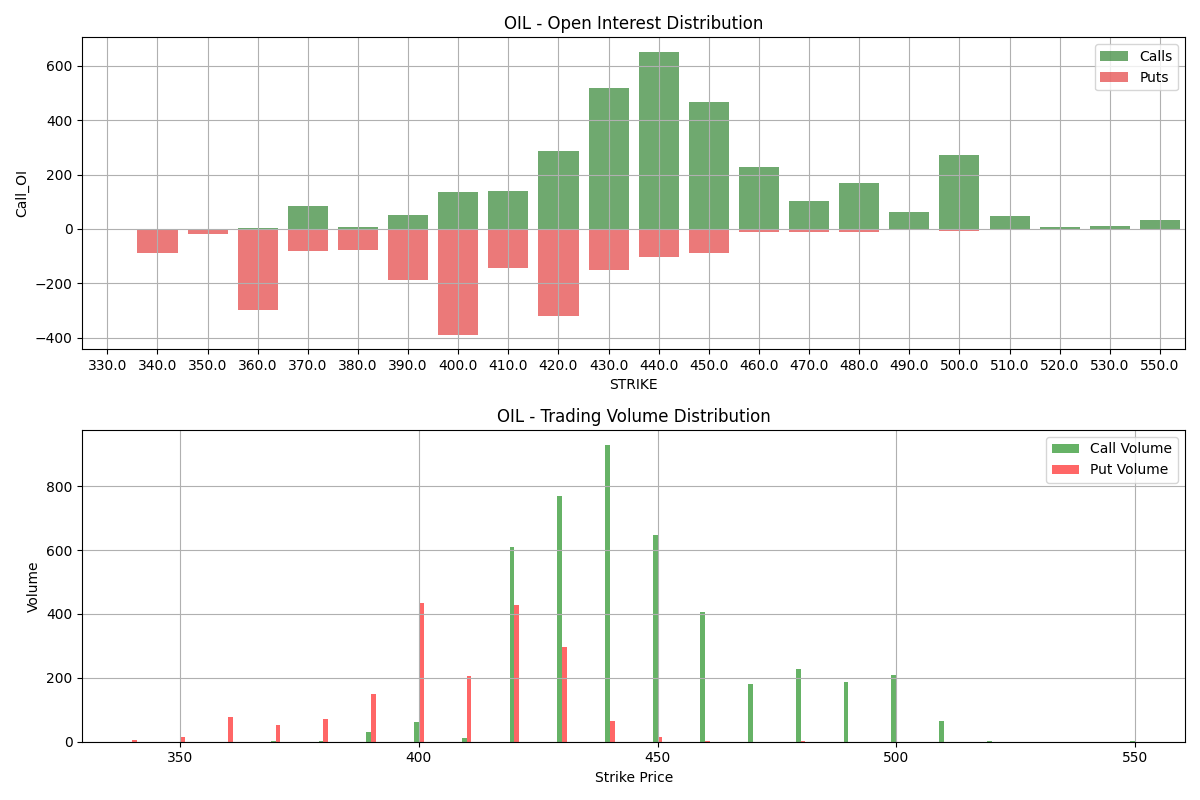 OIL - Open Interest Distribution
Call_OI
600
400
200
0
−200
−400
Calls
Puts
330.0 340.0 350.0 360.0 370.0 380.0 390.0 400.0 410.0 420.0 430.0 440.0 450.0 460.0 470.0 480.0 490.0 500.0 510.0 520.0 530.0 550.0
STRIKE
OIL - Trading Volume Distribution
Volume
800
600
400
200
0
Call Volume
Put Volume
350 400 450 500 550
Strike Price